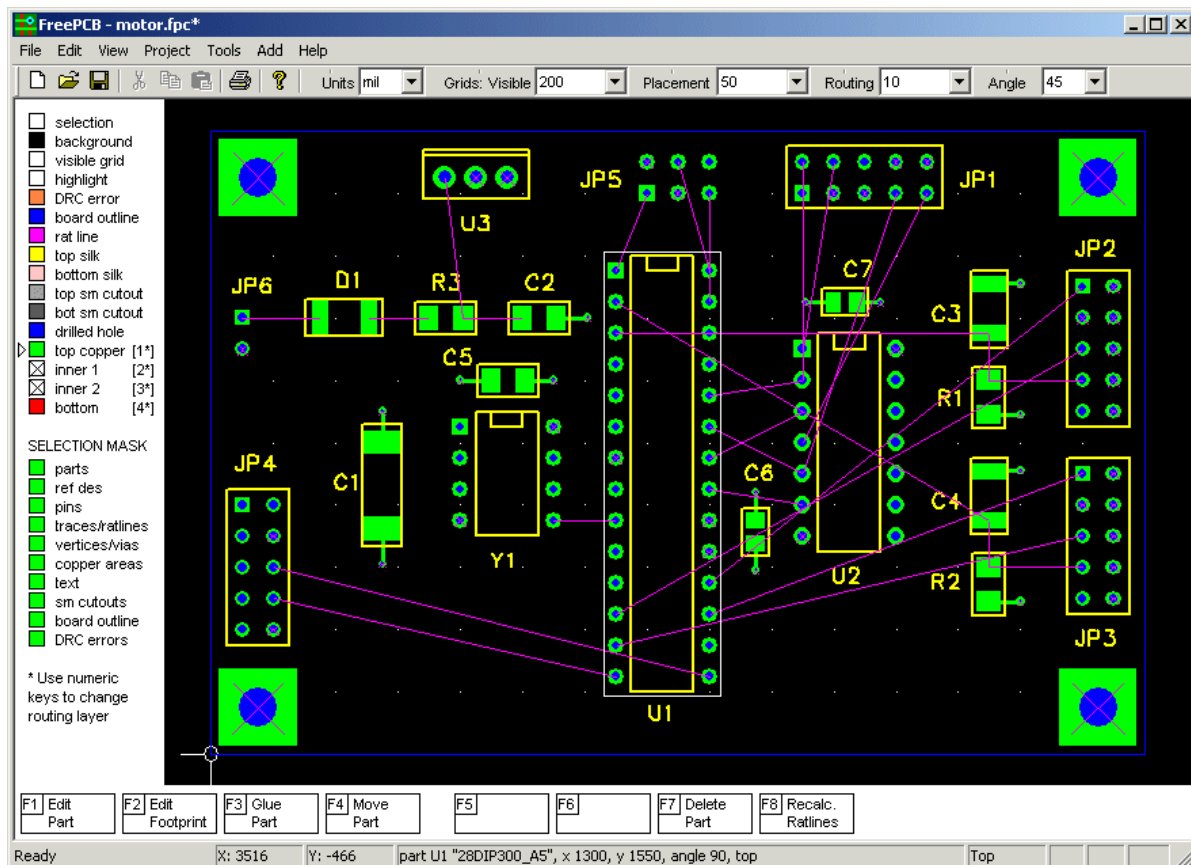 FreePCB - motor.fpc*
File Edit View Project Tools Add Help
Units mil Grids: Visible 200 Placement 50 Routing 10 Angle 45
selection
background
visible grid
highlight
DRC error
board outline
rat line
top silk
bottom silk
top sm cutout
bot sm cutout
drilled hole
top copper [1*]
inner 1 [2*]
inner 2 [3*]
bottom [4*]
SELECTION MASK
parts
ref des
pins
traces/ratlines
vertices/vias
copper areas
text
sm cutouts
board outline
DRC errors
* Use numeric
keys to change
routing layer
JP5
JP1
U3
JP2
D1
R3
C2
C7
JP6
C3
C5
R1
JP4
C1
C6
C4
Y1
U2
R2
JP3
U1
F1 Edit Part
F2 Edit Footprint
F3 Glue Part
F4 Move Part
F5
F6
F7 Delete Part
F8 Recalc. Ratlines
Ready X: 3516 Y: -466 part U1 "28DIP300_A5", x 1300, y 1550, angle 90, top Top